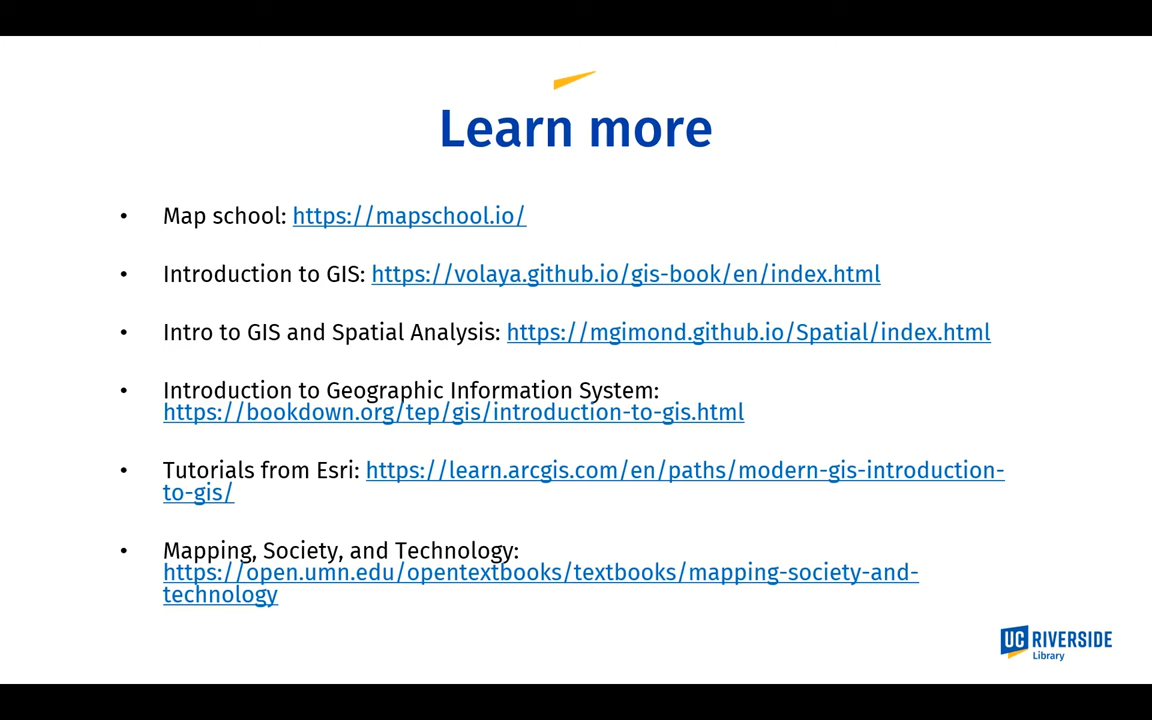 Learn more
• Map school: https://mapschool.io/
• Introduction to GIS: https://volaya.github.io/gis-book/en/index.html
• Intro to GIS and Spatial Analysis: https://mgimond.github.io/Spatial/index.html
• Introduction to Geographic Information System:
https://bookdown.org/tep/gis/introduction-to-gis.html
• Tutorials from Esri: https://learn.arcgis.com/en/paths/modern-gis-introduction-
to-gis/
• Mapping, Society, and Technology:
https://open.umn.edu/opentextbooks/textbooks/mapping-society-and-
technology
UC RIVERSIDE
Library